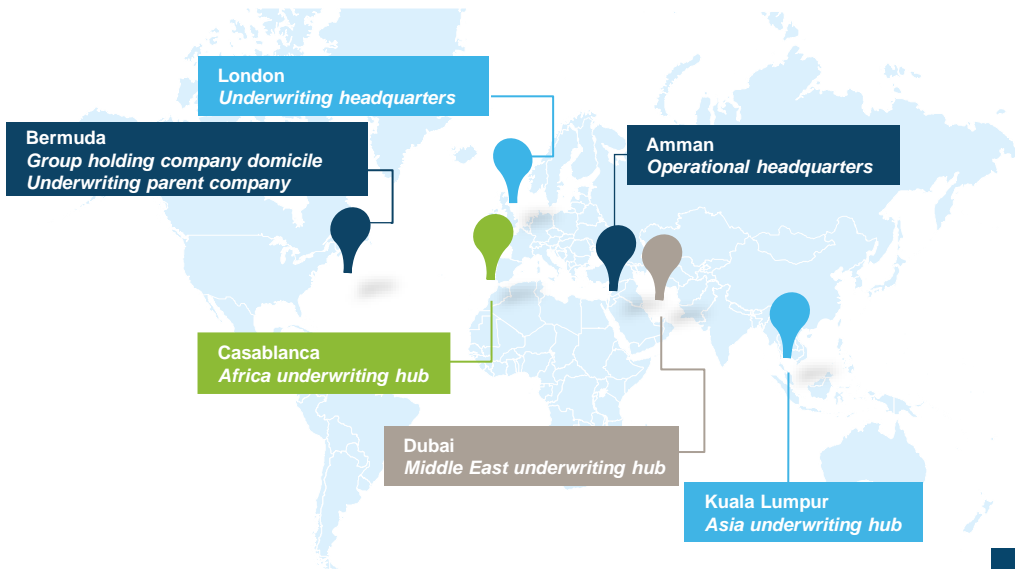 London
Underwriting headquarters
Bermuda
Group holding company domicile
Underwriting parent company
Amman
Operational headquarters
Casablanca
Africa underwriting hub
Dubai
Middle East underwriting hub
Kuala Lumpur
Asia underwriting hub